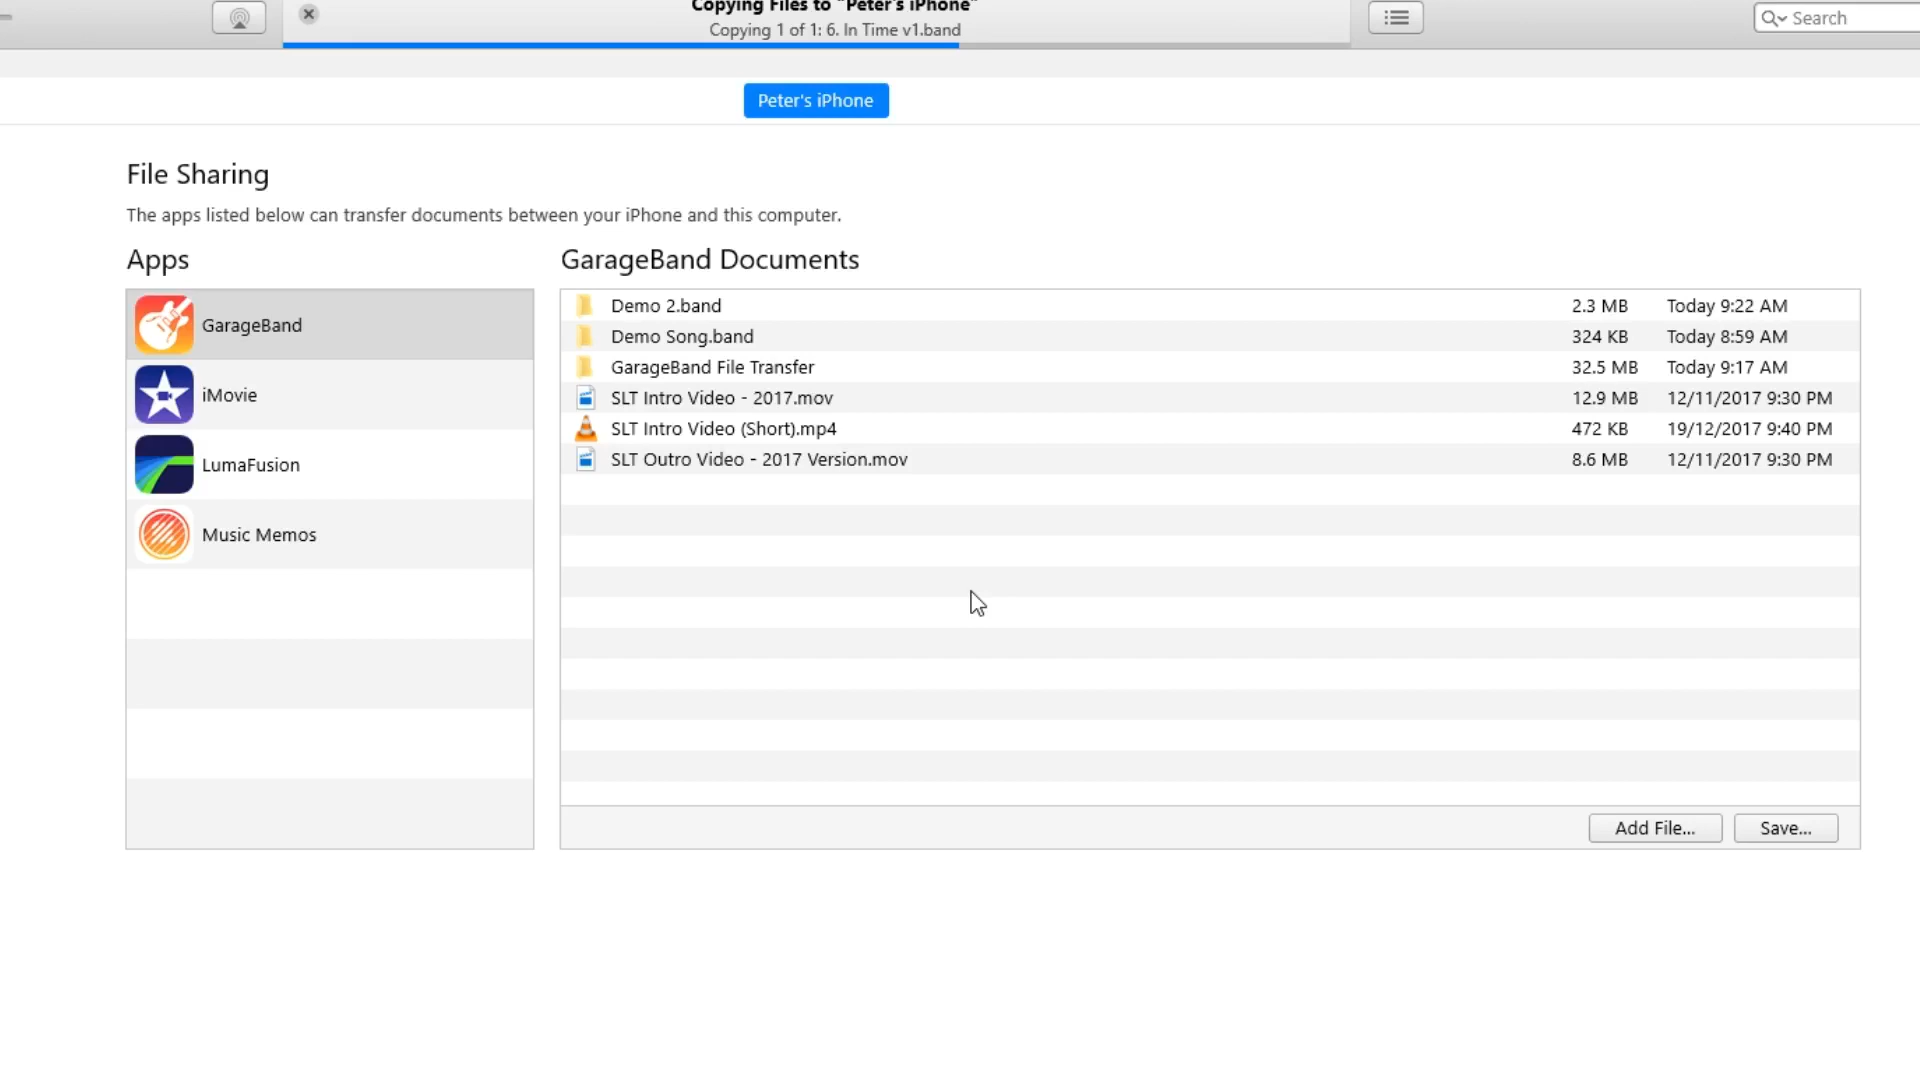 Copying Files to "Peter's iPhone"
Copying 1 of 1: 6. In Time v1.band
Search
Peter's iPhone
File Sharing
The apps listed below can transfer documents between your iPhone and this computer.
Apps
GarageBand
iMovie
LumaFusion
Music Memos
GarageBand Documents
Demo 2.band 2.3 MB Today 9:22 AM
Demo Song.band 324 KB Today 8:59 AM
GarageBand File Transfer 32.5 MB Today 9:17 AM
SLT Intro Video - 2017.mov 12.9 MB 12/11/2017 9:30 PM
SLT Intro Video (Short).mp4 472 KB 19/12/2017 9:40 PM
SLT Outro Video - 2017 Version.mov 8.6 MB 12/11/2017 9:30 PM
Add File... Save...